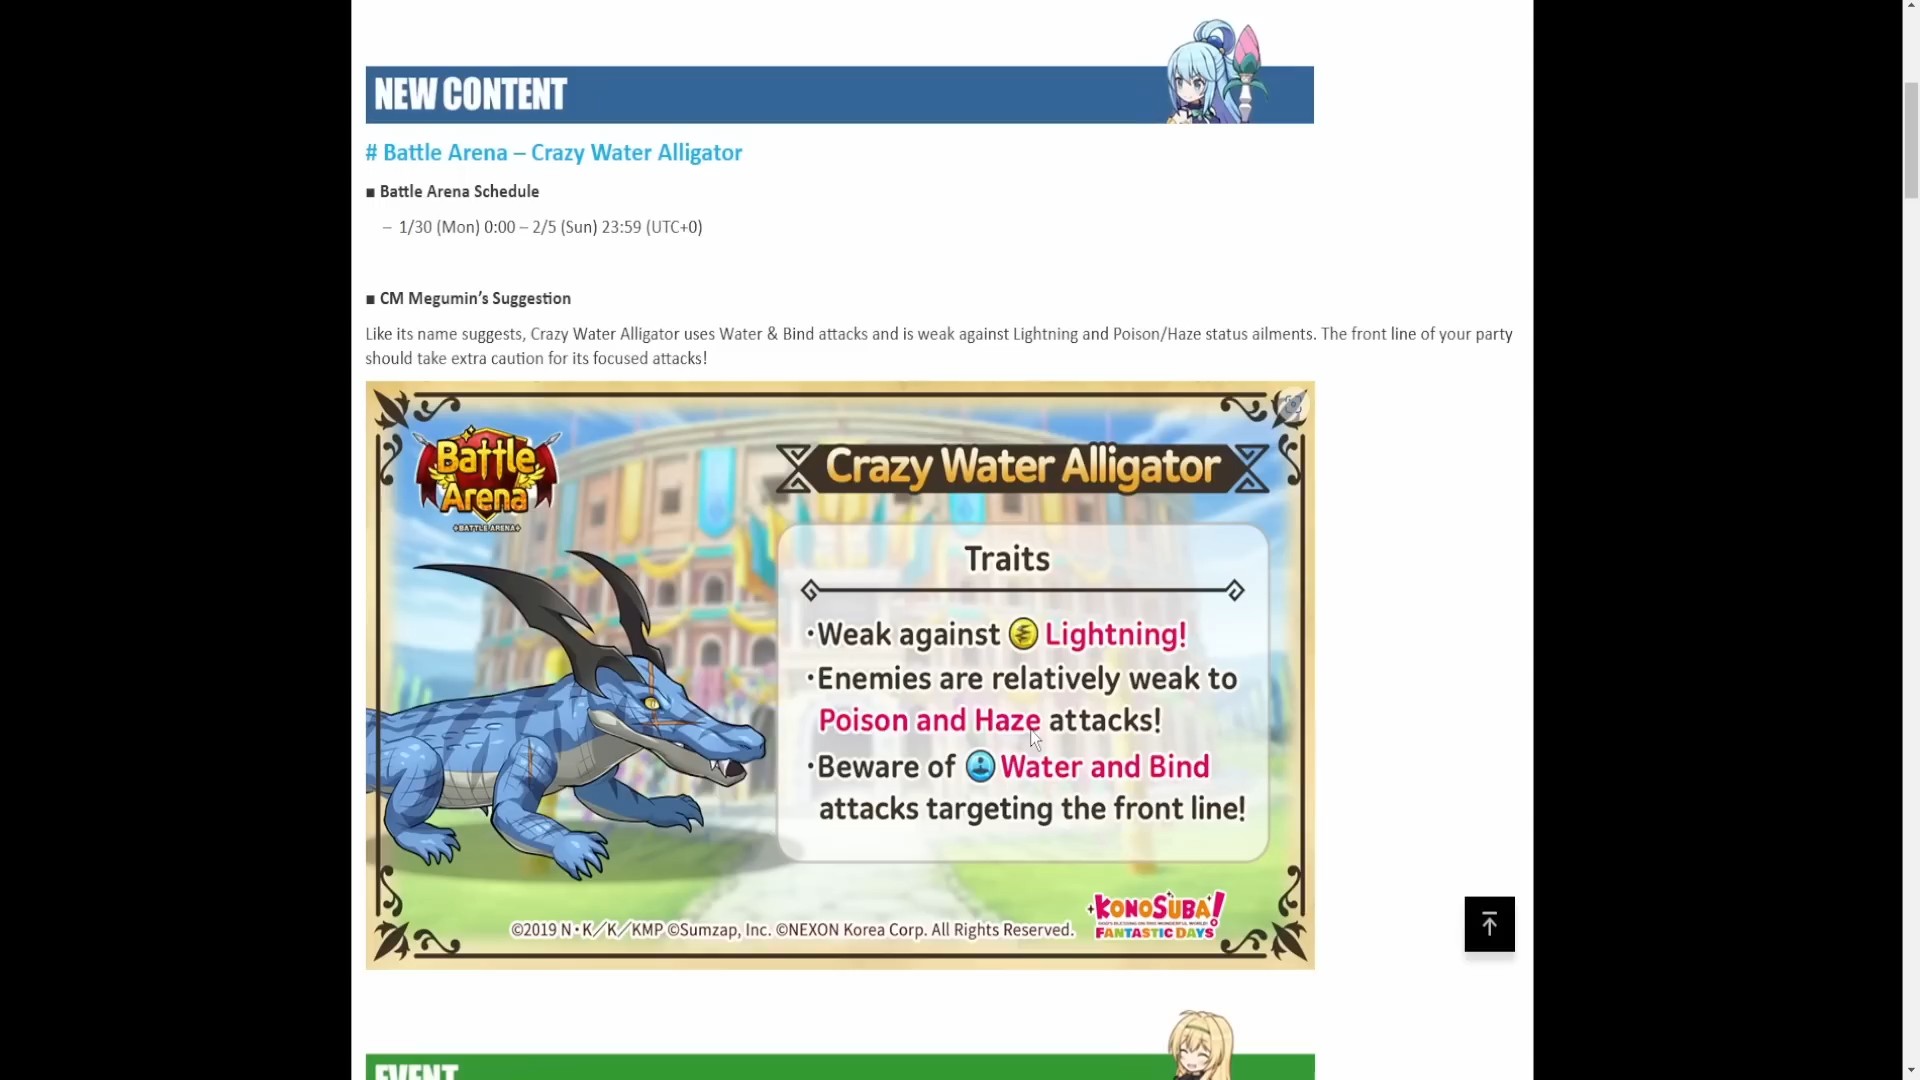 NEW CONTENT
# Battle Arena – Crazy Water Alligator
■ Battle Arena Schedule
– 1/30 (Mon) 0:00 – 2/5 (Sun) 23:59 (UTC+0)
■ CM Megumin’s Suggestion
Like its name suggests, Crazy Water Alligator uses Water & Bind attacks and is weak against Lightning and Poison/Haze status ailments. The front line of your party
should take extra caution for its focused attacks!
Battle
Arena
BATTLE ARENA
Crazy Water Alligator
Traits
·Weak against Lightning!
·Enemies are relatively weak to
Poison and Haze attacks!
·Beware of Water and Bind
attacks targeting the front line!
KONOSUBA!
FANTASTIC DAYS
©2019 N・K/K/KMP ©Sumzap, Inc. ©NEXON Korea Corp. All Rights Reserved.
EVENT